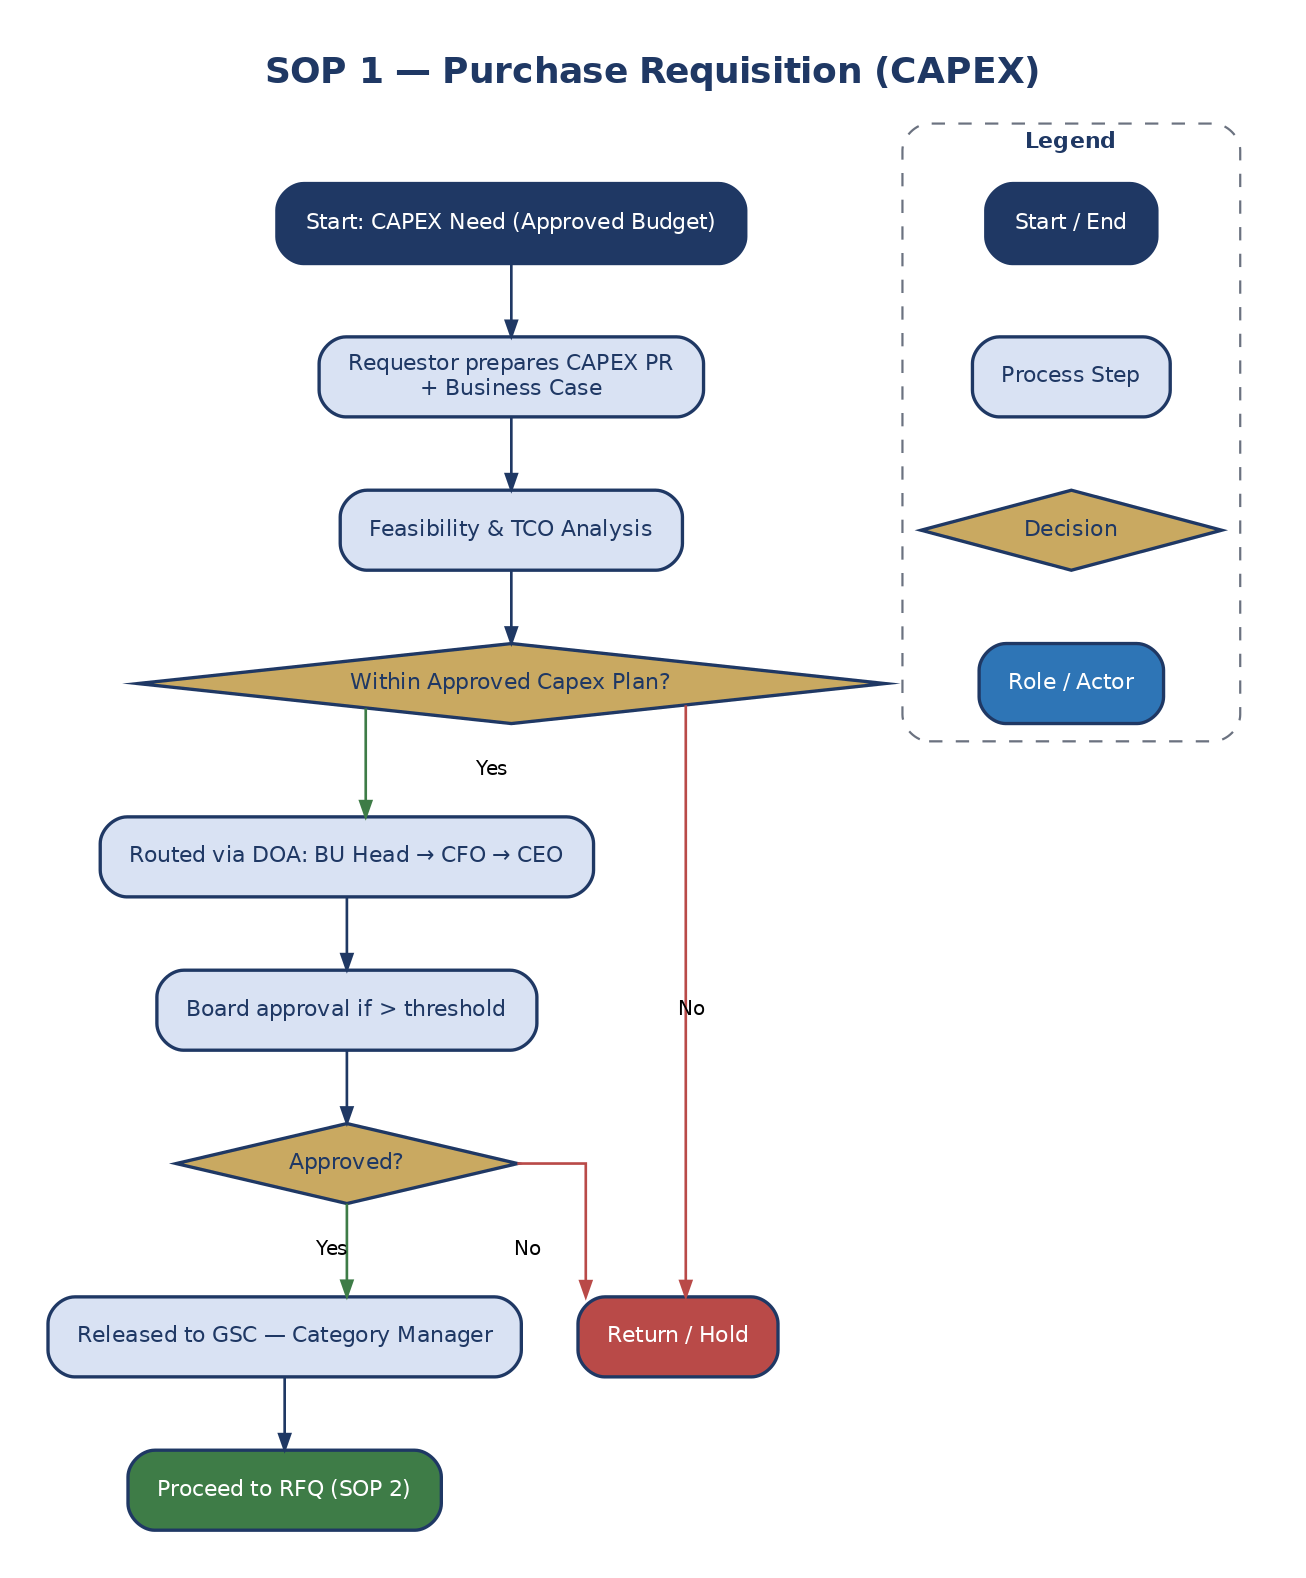 SOP 1 — Purchase Requisition (CAPEX)
Legend
Start: CAPEX Need (Approved Budget)
Start / End
Requestor prepares CAPEX PR
+ Business Case
Process Step
Feasibility & TCO Analysis
Decision
Within Approved Capex Plan?
Role / Actor
Yes
Routed via DOA: BU Head → CFO → CEO
Board approval if > threshold
No
Approved?
Yes
No
Released to GSC — Category Manager
Return / Hold
Proceed to RFQ (SOP 2)